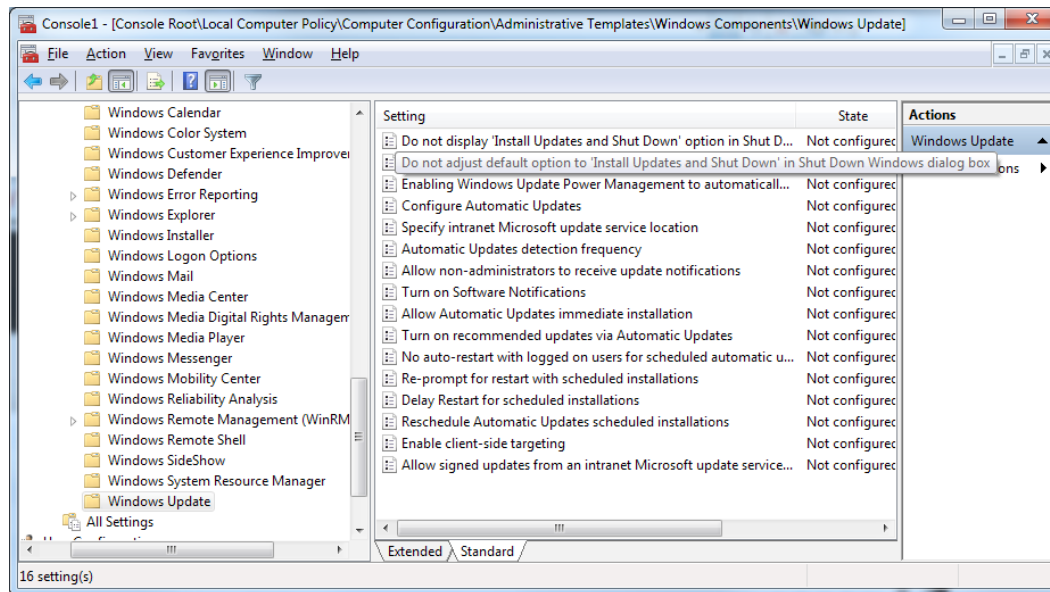 Console1 - [Console Root\Local Computer Policy\Computer Configuration\Administrative Templates\Windows Components\Windows Update]
File Action View Favorites Window Help
Windows Calendar
Windows Color System
Windows Customer Experience Improve
Windows Defender
Windows Error Reporting
Windows Explorer
Windows Installer
Windows Logon Options
Windows Mail
Windows Media Center
Windows Media Digital Rights Managem
Windows Media Player
Windows Messenger
Windows Mobility Center
Windows Reliability Analysis
Windows Remote Management (WinRM
Windows Remote Shell
Windows SideShow
Windows System Resource Manager
Windows Update
All Settings
Setting State
Do not display 'Install Updates and Shut Down' option in Shut D... Not configured
Do not adjust default option to 'Install Updates and Shut Down' in Shut Down Windows dialog box
Enabling Windows Update Power Management to automaticall... Not configured
Configure Automatic Updates Not configured
Specify intranet Microsoft update service location Not configured
Automatic Updates detection frequency Not configured
Allow non-administrators to receive update notifications Not configured
Turn on Software Notifications Not configured
Allow Automatic Updates immediate installation Not configured
Turn on recommended updates via Automatic Updates Not configured
No auto-restart with logged on users for scheduled automatic u... Not configured
Re-prompt for restart with scheduled installations Not configured
Delay Restart for scheduled installations Not configured
Reschedule Automatic Updates scheduled installations Not configured
Enable client-side targeting Not configured
Allow signed updates from an intranet Microsoft update service... Not configured
Extended Standard
Actions
Windows Update
ons
16 setting(s)